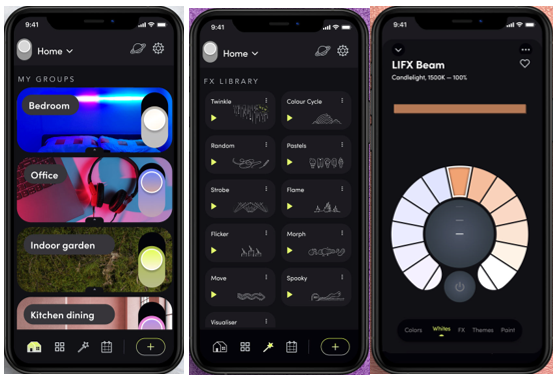 9:41
Home
MY GROUPS
Bedroom
Office
Indoor garden
Kitchen dining
9:41
Home
FX LIBRARY
Twinkle
Colour Cycle
Random
Pastels
Strobe
Flame
Flicker
Morph
Move
Spooky
Visualiser
9:41
LIFX Beam
Candlelight, 1500K — 100%
Colors Whites FX Themes Paint